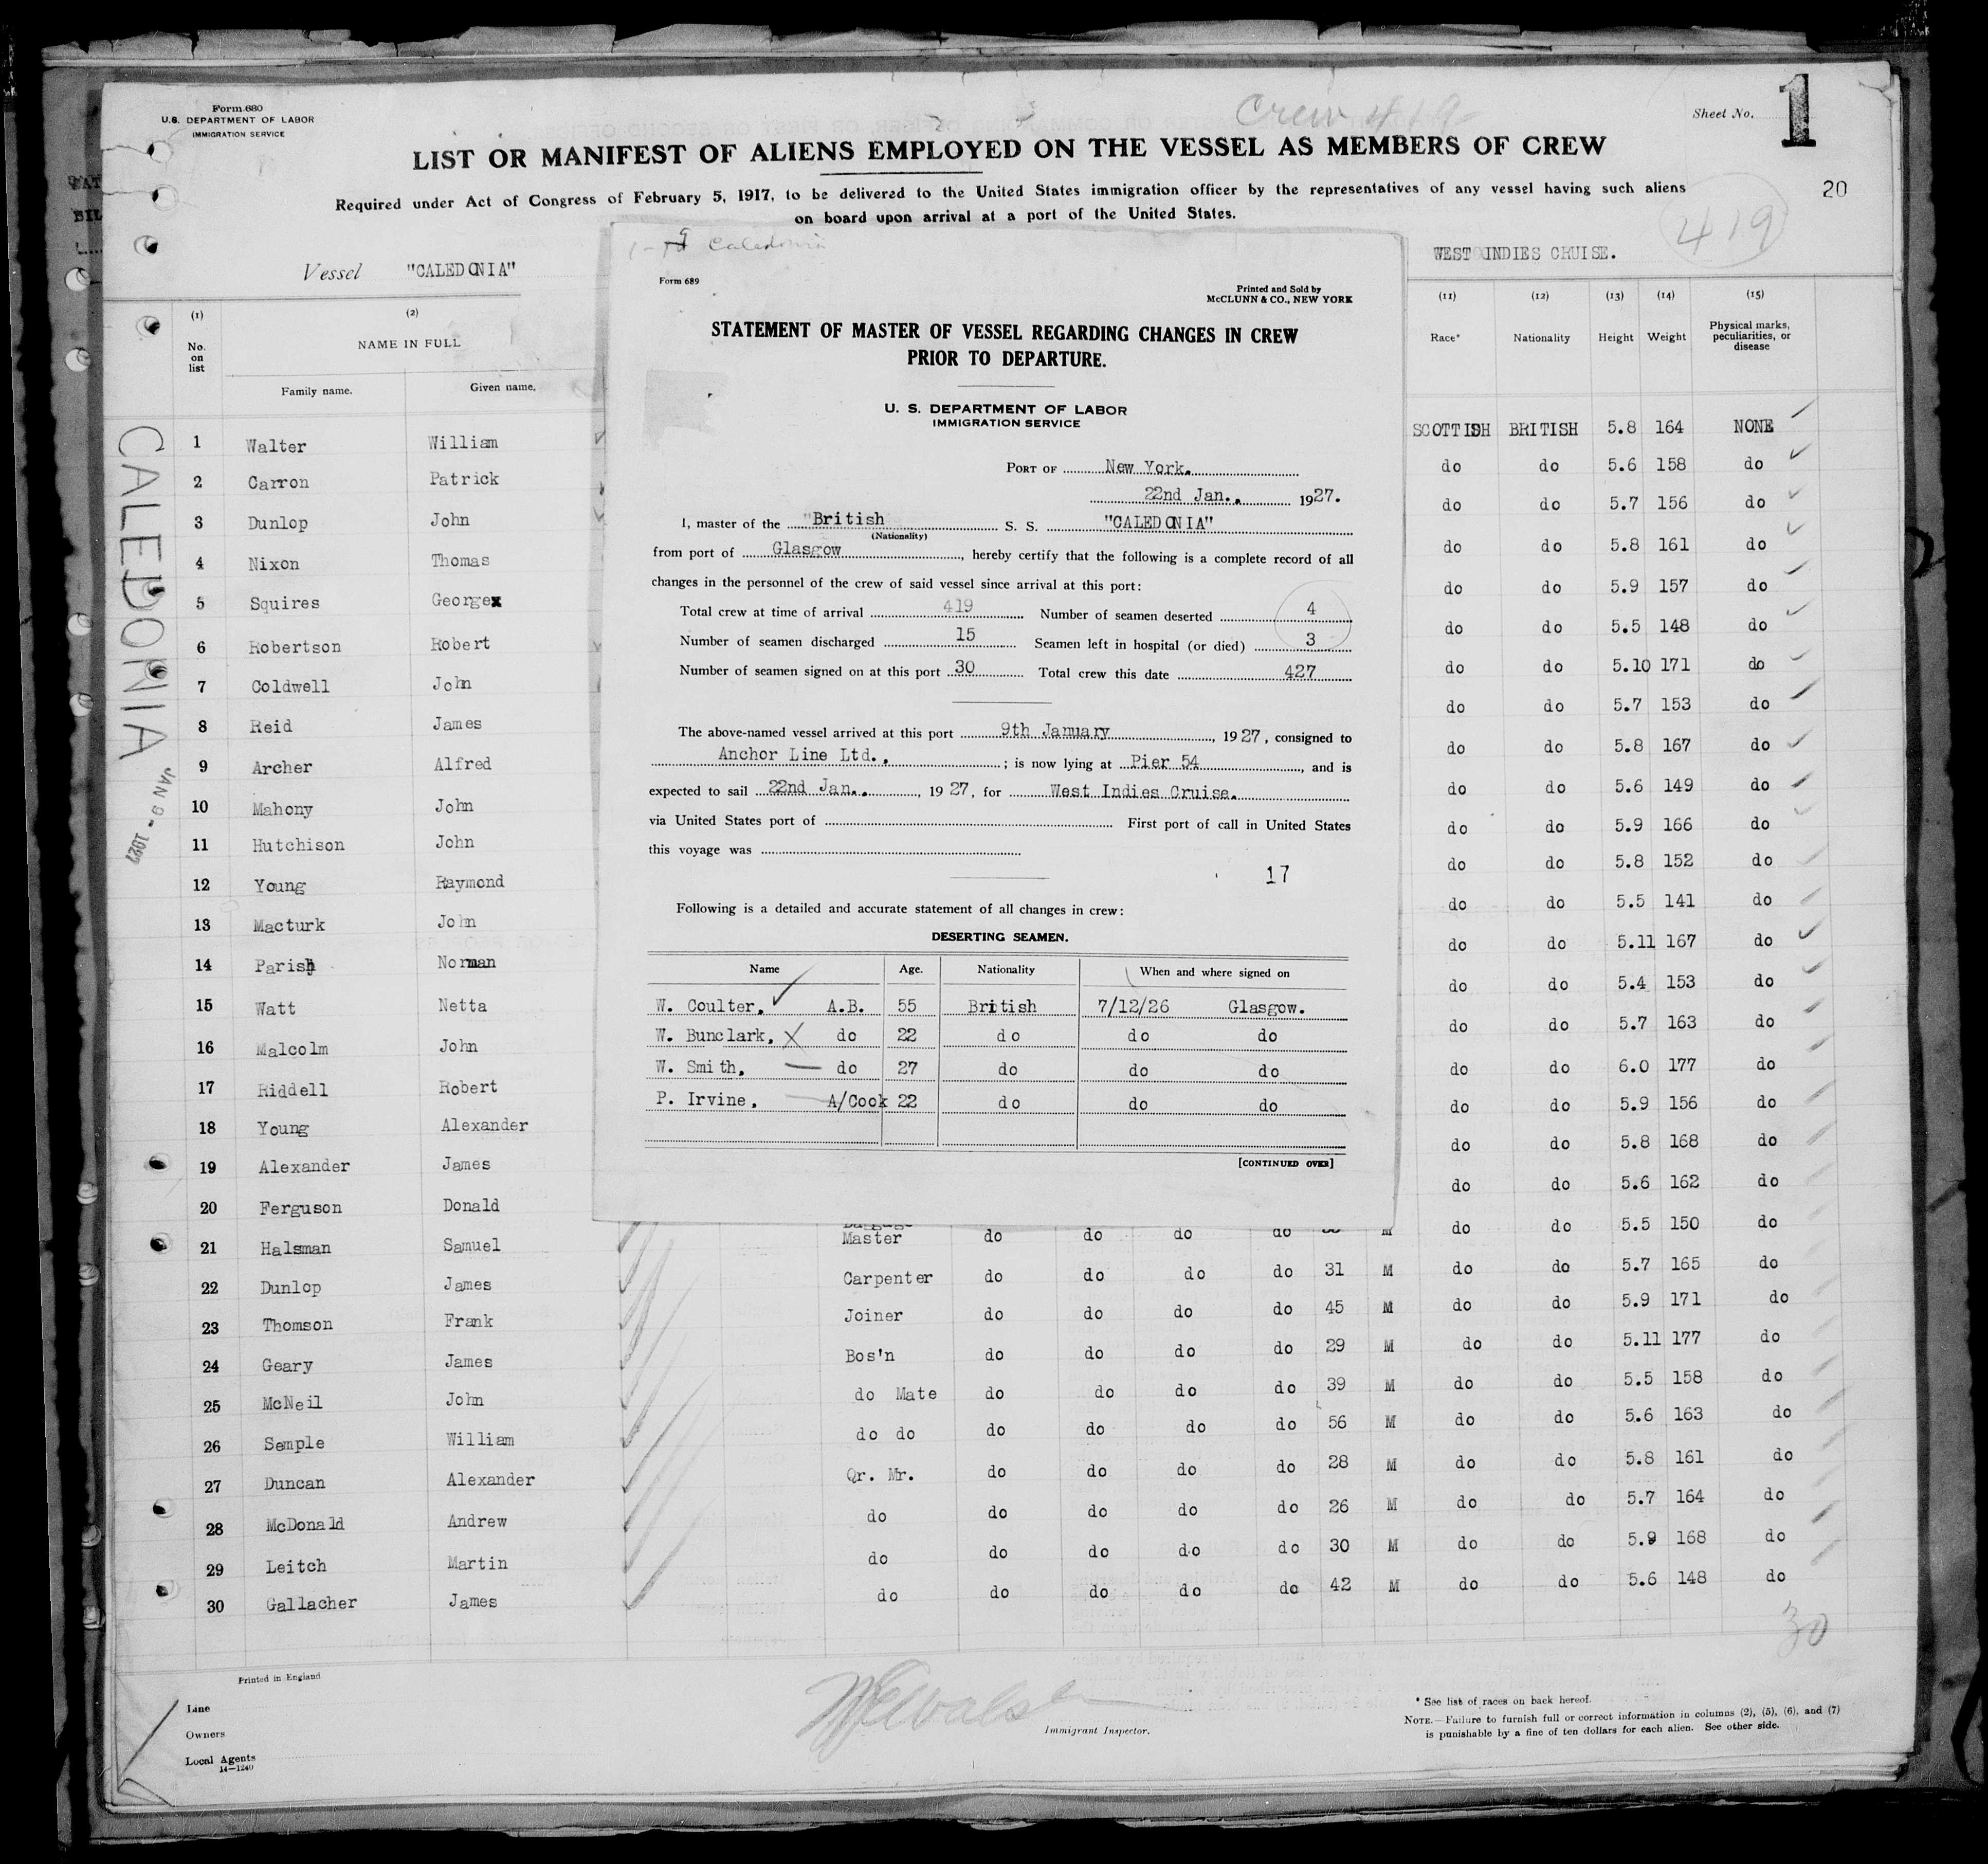 Form 680
U.S. DEPARTMENT OF LABOR
IMMIGRATION SERVICE
Crew 419
Sheet No. 1
LIST OR MANIFEST OF ALIENS EMPLOYED ON THE VESSEL AS MEMBERS OF CREW
Required under Act of Congress of February 5, 1917, to be delivered to the United States immigration officer by the representatives of any vessel having such aliens
on board upon arrival at a port of the United States.
20
419
Vessel "CALEDONIA"
WEST INDIES CRUISE.
(1) (2) (11) (12) (13) (14) (15)
No. on list NAME IN FULL Race* Nationality Height Weight Physical marks, peculiarities, or disease
Family name. Given name.
CALEDONIA
JAN 9 - 1927
1 Walter William SCOTTISH BRITISH 5.8 164 NONE
2 Carron Patrick do do 5.6 158 do
3 Dunlop John do do 5.7 156 do
4 Nixon Thomas do do 5.8 161 do
5 Squires Georgex do do 5.9 157 do
6 Robertson Robert do do 5.5 148 do
7 Coldwell John do do 5.10 171 do
8 Reid James do do 5.7 153 do
9 Archer Alfred do do 5.8 167 do
10 Mahony John do do 5.6 149 do
11 Hutchison John do do 5.9 166 do
12 Young Raymond do do 5.8 152 do
13 Macturk John do do 5.5 141 do
14 Parish Norman do do 5.11 167 do
15 Watt Netta do do 5.4 153 do
16 Malcolm John do do 5.7 163 do
17 Riddell Robert do do 6.0 177 do
18 Young Alexander do do 5.9 156 do
19 Alexander James do do 5.8 168 do
20 Ferguson Donald do do 5.6 162 do
21 Halsman Samuel Master do do do do M do do 5.5 150 do
22 Dunlop James Carpenter do do do do 31 M do do 5.7 165 do
23 Thomson Frank Joiner do do do do 45 M do do 5.9 171 do
24 Geary James Bos'n do do do do 29 M do do 5.11 177 do
25 McNeil John do Mate do do do do 39 M do do 5.5 158 do
26 Semple William do do do do do do 56 M do do 5.6 163 do
27 Duncan Alexander Qr. Mr. do do do do 28 M do do 5.8 161 do
28 McDonald Andrew do do do do do 26 M do do 5.7 164 do
29 Leitch Martin do do do do do 30 M do do 5.9 168 do
30 Gallacher James do do do do do 42 M do do 5.6 148 do
30
Printed in England
Line
Owners
Local Agents
14—1240
Immigrant Inspector.
* See list of races on back hereof.
NOTE.—Failure to furnish full or correct information in columns (2), (5), (6), and (7)
is punishable by a fine of ten dollars for each alien. See other side.
Caledonia
Form 689
Printed and Sold by
McCLUNN & CO., NEW YORK
STATEMENT OF MASTER OF VESSEL REGARDING CHANGES IN CREW
PRIOR TO DEPARTURE.
U. S. DEPARTMENT OF LABOR
IMMIGRATION SERVICE
PORT OF New York.
22nd Jan., 1927.
I, master of the British S. S. "CALEDONIA"
(Nationality)
from port of Glasgow, hereby certify that the following is a complete record of all
changes in the personnel of the crew of said vessel since arrival at this port:
Total crew at time of arrival 419 Number of seamen deserted 4
Number of seamen discharged 15 Seamen left in hospital (or died) 3
Number of seamen signed on at this port 30 Total crew this date 427
The above-named vessel arrived at this port 9th January, 1927, consigned to
Anchor Line Ltd.,; is now lying at Pier 54, and is
expected to sail 22nd Jan., 1927, for West Indies Cruise.
via United States port of First port of call in United States
this voyage was
17
Following is a detailed and accurate statement of all changes in crew:
DESERTING SEAMEN.
Name Age. Nationality When and where signed on
W. Coulter. A.B. 55 British 7/12/26 Glasgow.
W. Bunclark. do 22 do do do
W. Smith. do 27 do do do
P. Irvine. A/Cook 22 do do do
[CONTINUED OVER]